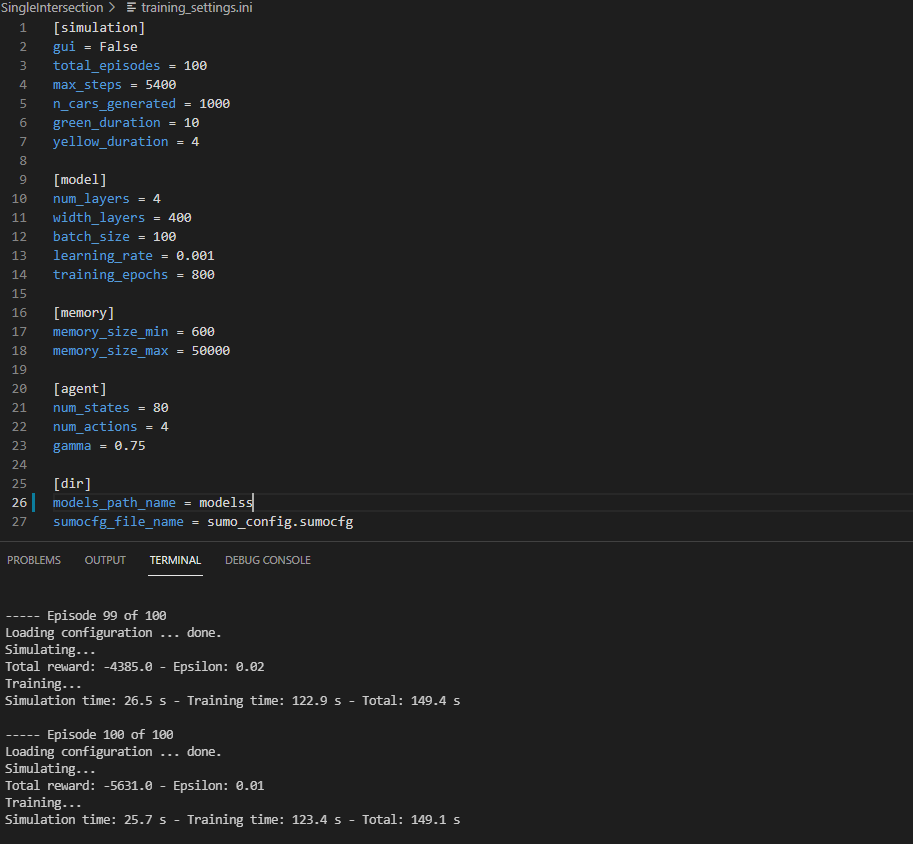 SingleIntersection > training_settings.ini
1 [simulation]
2 gui = False
3 total_episodes = 100
4 max_steps = 5400
5 n_cars_generated = 1000
6 green_duration = 10
7 yellow_duration = 4
8
9 [model]
10 num_layers = 4
11 width_layers = 400
12 batch_size = 100
13 learning_rate = 0.001
14 training_epochs = 800
15
16 [memory]
17 memory_size_min = 600
18 memory_size_max = 50000
19
20 [agent]
21 num_states = 80
22 num_actions = 4
23 gamma = 0.75
24
25 [dir]
26 models_path_name = modelss
27 sumocfg_file_name = sumo_config.sumocfg
PROBLEMS OUTPUT TERMINAL DEBUG CONSOLE
----- Episode 99 of 100
Loading configuration ... done.
Simulating...
Total reward: -4385.0 - Epsilon: 0.02
Training...
Simulation time: 26.5 s - Training time: 122.9 s - Total: 149.4 s
----- Episode 100 of 100
Loading configuration ... done.
Simulating...
Total reward: -5631.0 - Epsilon: 0.01
Training...
Simulation time: 25.7 s - Training time: 123.4 s - Total: 149.1 s